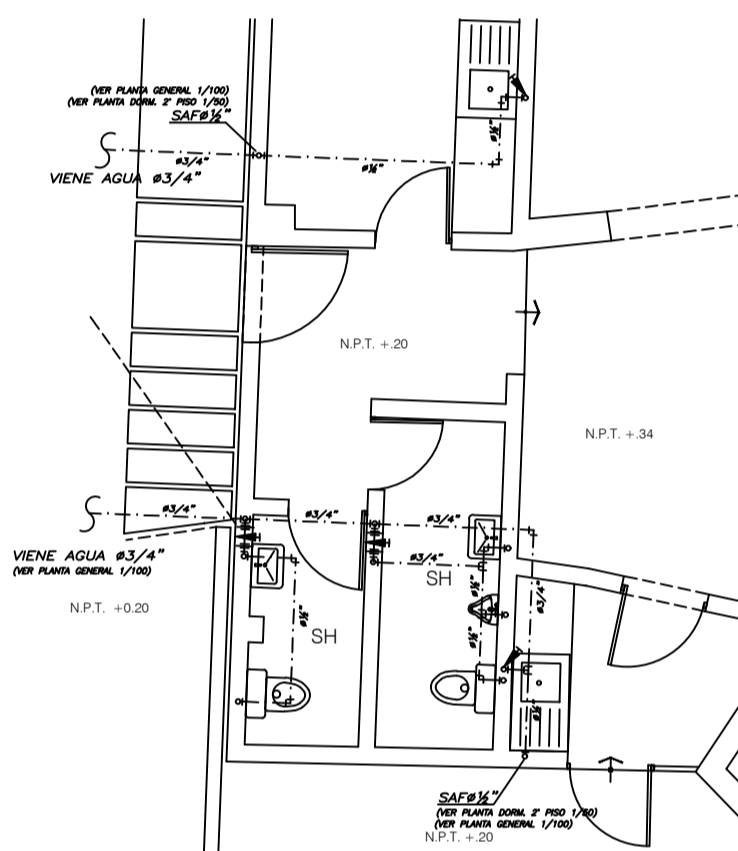 (VER PLANTA GENERAL 1/100)
(VER PLANTA DORM. 2° PISO 1/50)
SAFØ½"
Ø3/4"
Ø½"
Ø½"
VIENE AGUA Ø3/4"
N.P.T. +.20
N.P.T. +.34
Ø3/4"
Ø3/4"
Ø3/4"
VIENE AGUA Ø3/4"
(VER PLANTA GENERAL 1/100)
Ø3/4"
SH
Ø½"
Ø3/4"
N.P.T. +0.20
Ø½"
SH
Ø½"
Ø½"
SAFØ½"
(VER PLANTA DORM. 2° PISO 1/50)
(VER PLANTA GENERAL 1/100)
N.P.T. +.20